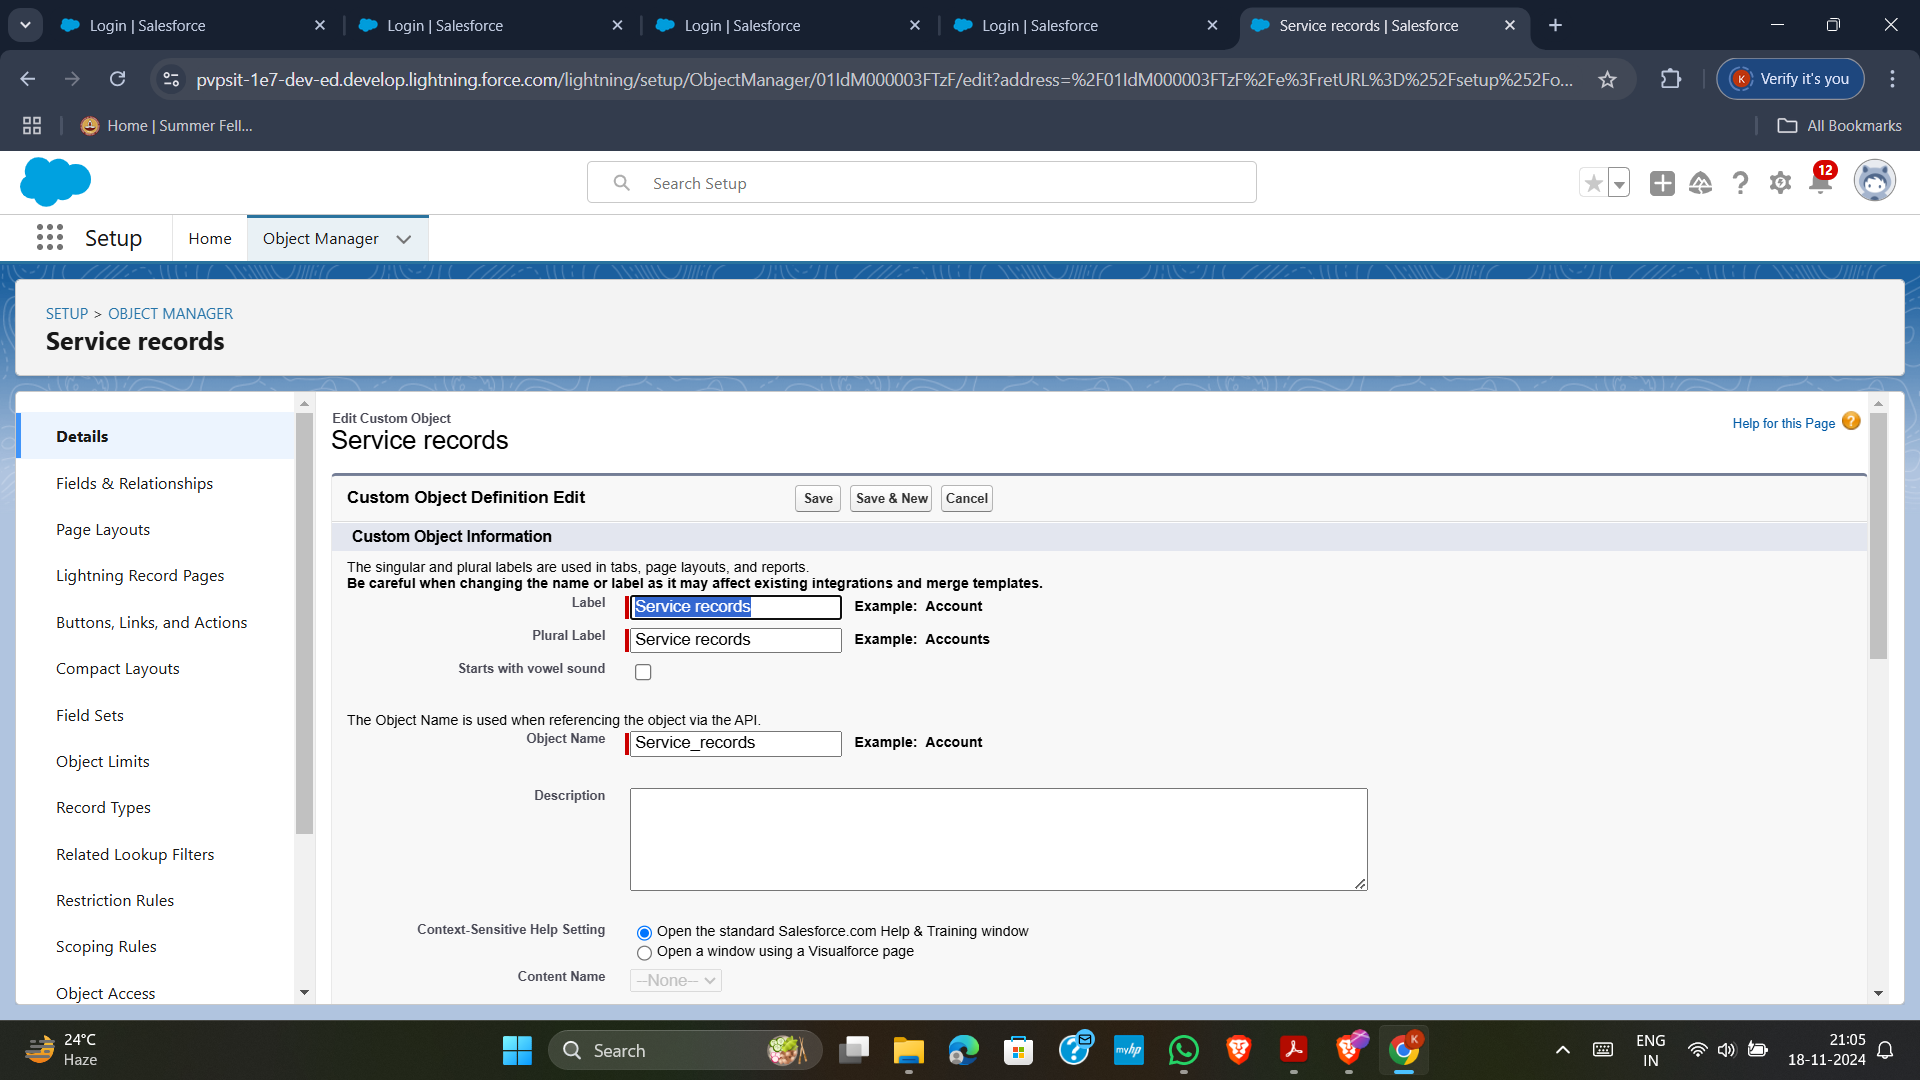 Login | Salesforce
Login | Salesforce
Login | Salesforce
Login | Salesforce
Service records | Salesforce
pvpsit-1e7-dev-ed.develop.lightning.force.com/lightning/setup/ObjectManager/01IdM000003FTzF/edit?address=%2F01IdM000003FTzF%2Fe%3FretURL%3D%252Fsetup%252Fo...
K
Verify it's you
Home | Summer Fell...
All Bookmarks
Search Setup
12
Setup
Home
Object Manager
SETUP > OBJECT MANAGER
Service records
Details
Fields & Relationships
Page Layouts
Lightning Record Pages
Buttons, Links, and Actions
Compact Layouts
Field Sets
Object Limits
Record Types
Related Lookup Filters
Restriction Rules
Scoping Rules
Object Access
Edit Custom Object
Service records
Help for this Page ?
Custom Object Definition Edit
Save
Save & New
Cancel
Custom Object Information
The singular and plural labels are used in tabs, page layouts, and reports.
Be careful when changing the name or label as it may affect existing integrations and merge templates.
Label Service records Example: Account
Plural Label Service records Example: Accounts
Starts with vowel sound
The Object Name is used when referencing the object via the API.
Object Name Service_records Example: Account
Description
Context-Sensitive Help Setting Open the standard Salesforce.com Help & Training window
Open a window using a Visualforce page
Content Name --None--
24°C
Haze
Search
myhp
K
ENG
IN
21:05
18-11-2024